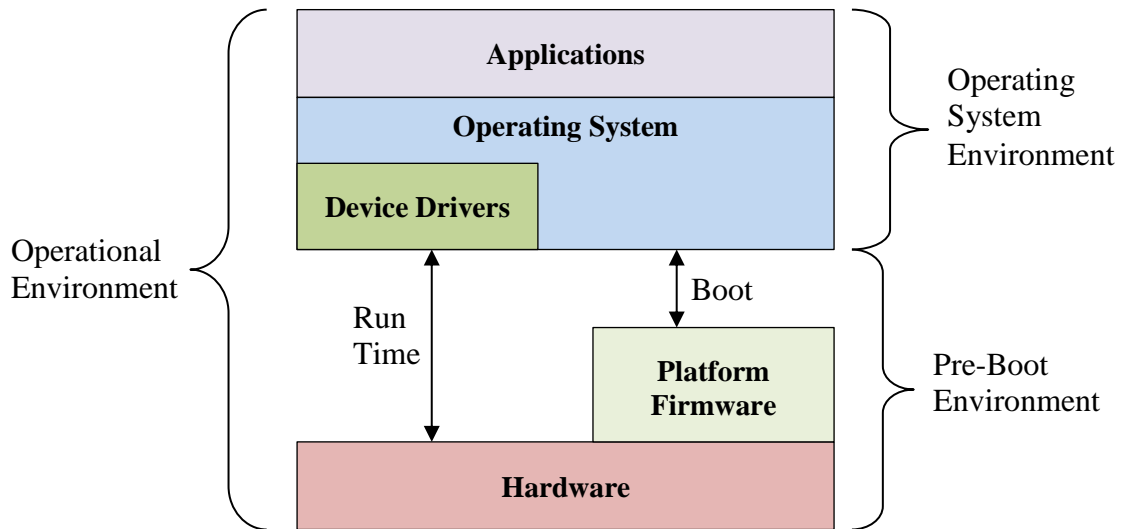 Applications
Operating System
Device Drivers
Operating
System
Environment
Operational
Environment
Run
Time
Boot
Platform
Firmware
Pre-Boot
Environment
Hardware